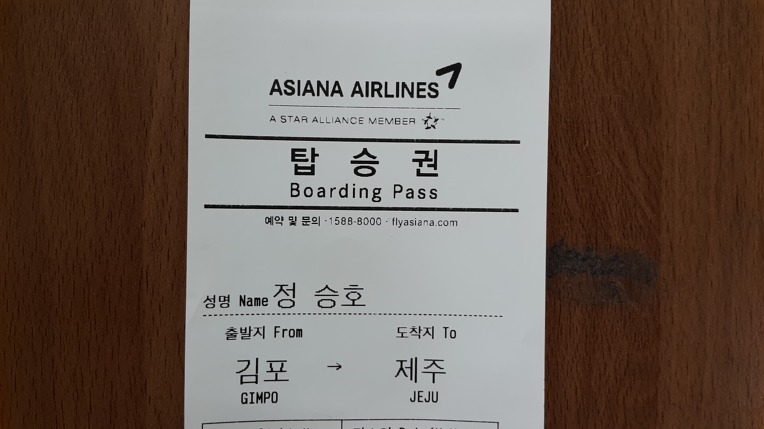 ASIANA AIRLINES
A STAR ALLIANCE MEMBER
탑 승 권
Boarding Pass
예약 및 문의 · 1588-8000 · flyasiana.com
성명 Name 정 승호
출발지 From 도착지 To
김포 → 제주
GIMPO JEJU